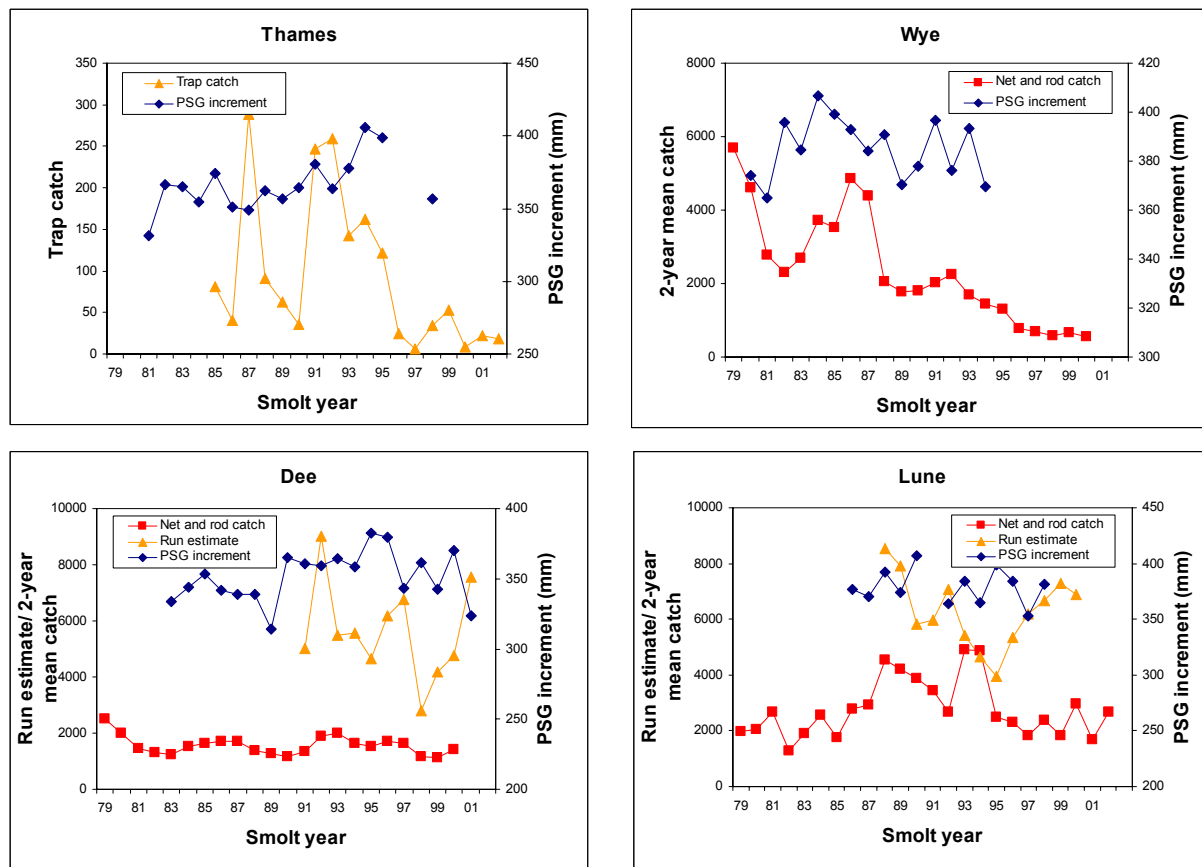 Thames
Trap catch
PSG increment
350
300
250
200
150
100
50
0
450
400
350
300
250
79 81 83 85 87 89 91 93 95 97 99 01
Trap catch
PSG increment (mm)
Smolt year
Wye
Net and rod catch
PSG increment
8000
6000
4000
2000
0
420
400
380
360
340
320
300
79 81 83 85 87 89 91 93 95 97 99 01
2-year mean catch
PSG increment (mm)
Smolt year
Dee
Net and rod catch
Run estimate
PSG increment
10000
8000
6000
4000
2000
0
400
350
300
250
200
79 81 83 85 87 89 91 93 95 97 99 01
Run estimate/ 2-year
mean catch
PSG increment (mm)
Smolt year
Lune
Net and rod catch
Run estimate
PSG increment
10000
8000
6000
4000
2000
0
450
400
350
300
250
200
79 81 83 85 87 89 91 93 95 97 99 01
Run estimate/ 2-year
mean catch
PSG increment (mm)
Smolt year